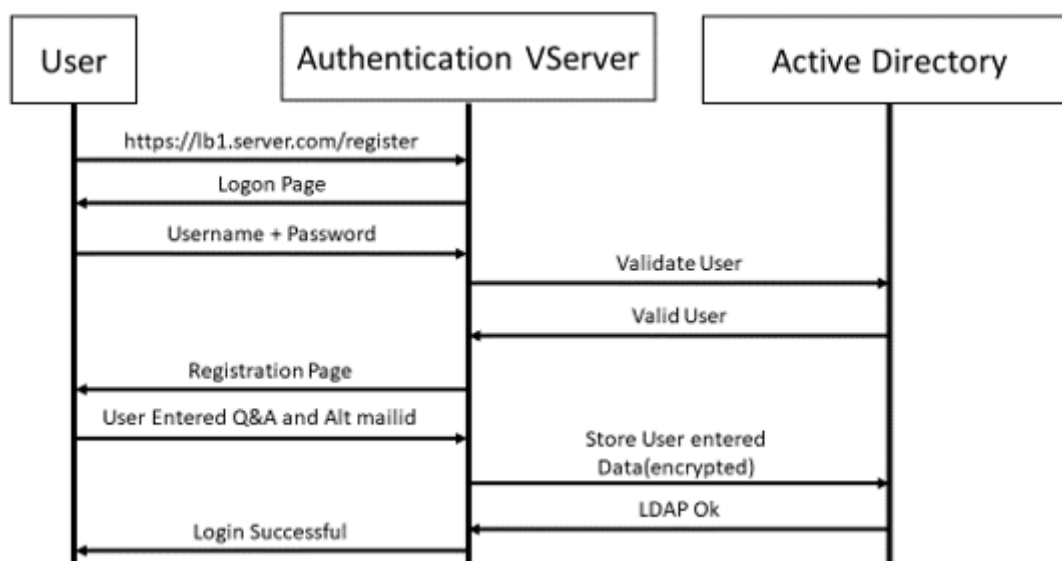 User
Authentication VServer
Active Directory
https://lb1.server.com/register
Logon Page
Username + Password
Validate User
Valid User
Registration Page
User Entered Q&A and Alt mailid
Store User entered
Data(encrypted)
LDAP Ok
Login Successful